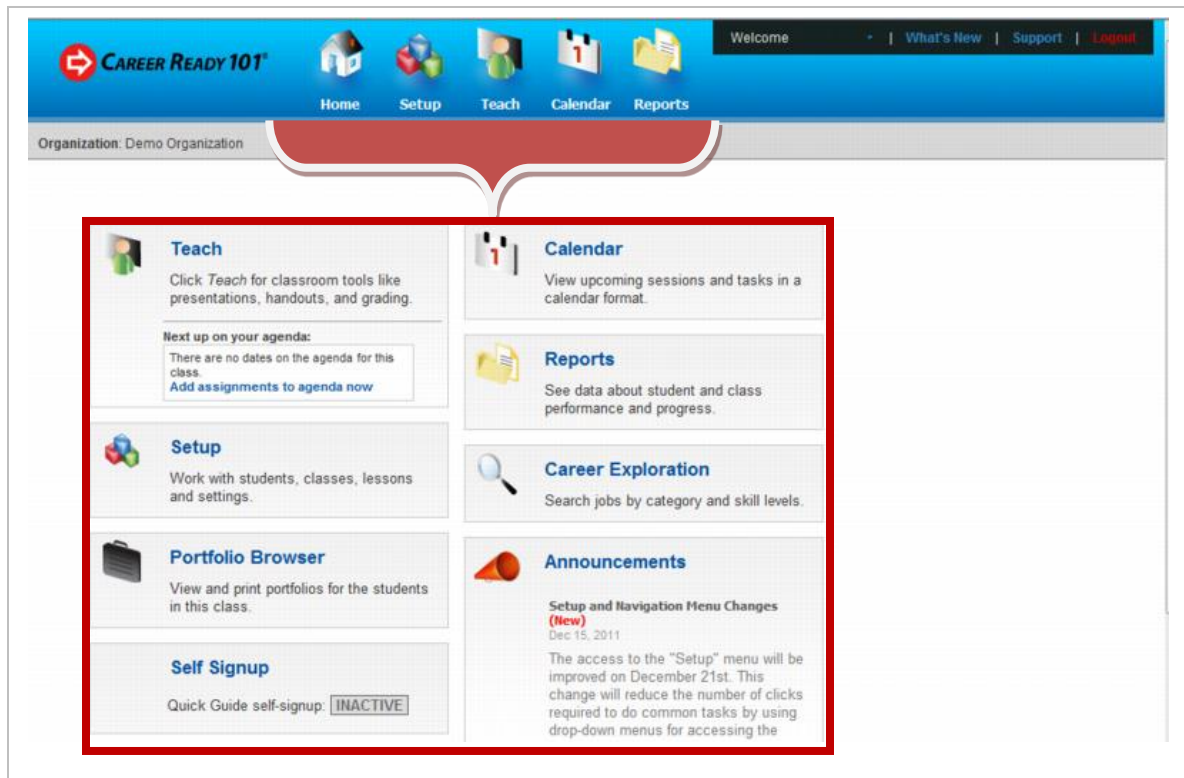 Welcome | What's New | Support | Logout
CAREER READY 101®
Home Setup Teach Calendar Reports
Organization: Demo Organization
Teach
Click Teach for classroom tools like
presentations, handouts, and grading.
Next up on your agenda:
There are no dates on the agenda for this
class.
Add assignments to agenda now
Setup
Work with students, classes, lessons
and settings.
Portfolio Browser
View and print portfolios for the students
in this class.
Self Signup
Quick Guide self-signup: INACTIVE
1
Calendar
View upcoming sessions and tasks in a
calendar format.
Reports
See data about student and class
performance and progress.
Career Exploration
Search jobs by category and skill levels.
Announcements
Setup and Navigation Menu Changes
(New)
Dec 15, 2011
The access to the "Setup" menu will be
improved on December 21st. This
change will reduce the number of clicks
required to do common tasks by using
drop-down menus for accessing the